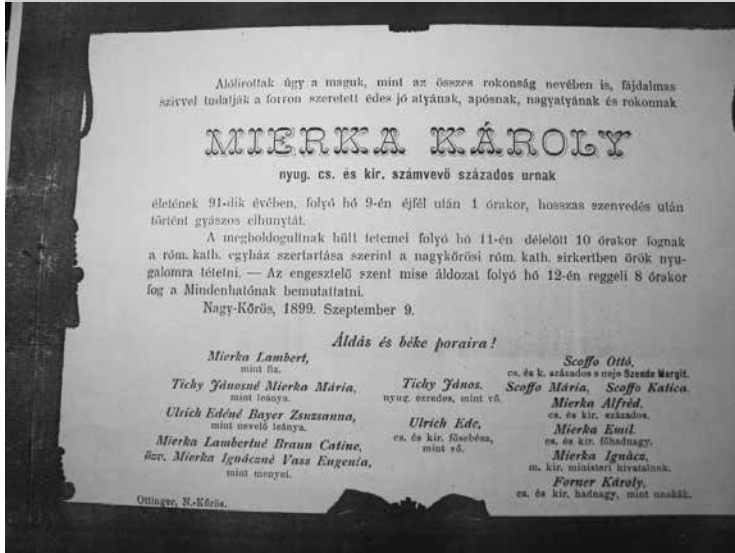 Alólirottak úgy a maguk, mint az összes rokonság nevében is, fájdalmas
szivvel tudatják a forron szeretett édes jó atyának, apósnak, nagyatyának és rokonnak
MIERKA KÁROLY
nyug. cs. és kir. számvevő százados urnak
életének 91-dik évében, folyó hó 9-én éjfél után 1 órakor, hosszas szenvedés után
történt gyászos elhunytát.
A megboldogultnak hült tetemei folyó hó 11-én délelőtt 10 órakor fognak
a róm. kath. egyház szertartása szerint a nagykőrösi róm. kath. sirkertben örök nyu-
galomra tétetni. — Az engesztelő szent mise áldozat folyó hó 12-én reggeli 8 órakor
fog a Mindenhatónak bemutattatni.
Nagy-Kőrös, 1899. Szeptember 9.
Áldás és béke poraira!
Mierka Lambert,
mint fia.
Tichy Jánosné Mierka Mária,
mint leánya.
Ulrich Edéné Bayer Zsuzsanna,
mint nevelő leánya.
Mierka Lambertné Braun Catine,
özv. Mierka Ignáczné Vass Eugenia,
mint menyei.
Tichy János.
nyug. ezredes, mint vő.
Ulrich Ede,
cs. és kir. fősebész,
mint vő.
Scoffo Ottó,
cs. és k. százados s neje Szende Margit.
Scoffo Mária, Scoffo Katica.
Mierka Alfréd,
cs. és kir. százados.
Mierka Emil.
cs. és kir. főhadnagy.
Mierka Ignácz,
m. kir. ministeri hivatalnok.
Forner Károly,
cs. és kir. hadnagy, mint unokák.
Ottinger, N.-Kőrös.